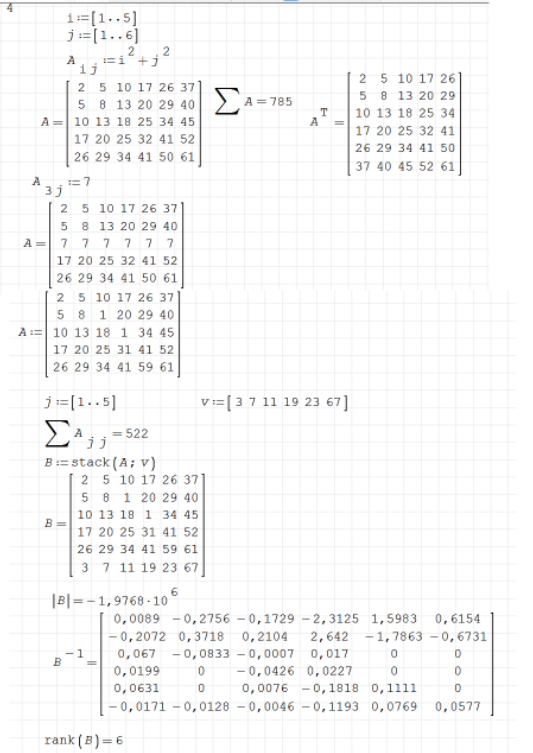 4
i:=[1..5]
j:=[1..6]
A i j :=i² +j²
A= 2 5 10 17 26 37
5 8 13 20 29 40
10 13 18 25 34 45
17 20 25 32 41 52
26 29 34 41 50 61
∑ A=785
Aᵀ = 2 5 10 17 26
5 8 13 20 29
10 13 18 25 34
17 20 25 32 41
26 29 34 41 50
37 40 45 52 61
A 3 j :=7
A= 2 5 10 17 26 37
5 8 13 20 29 40
7 7 7 7 7 7
17 20 25 32 41 52
26 29 34 41 50 61
A:= 2 5 10 17 26 37
5 8 1 20 29 40
10 13 18 1 34 45
17 20 25 31 41 52
26 29 34 41 59 61
j:=[1..5] v:=[3 7 11 19 23 67]
∑ A j j =522
B:=stack(A; v)
B= 2 5 10 17 26 37
5 8 1 20 29 40
10 13 18 1 34 45
17 20 25 31 41 52
26 29 34 41 59 61
3 7 11 19 23 67
|B|=-1,9768·10⁶
B⁻¹ = 0,0089 -0,2756 -0,1729 -2,3125 1,5983 0,6154
-0,2072 0,3718 0,2104 2,642 -1,7863 -0,6731
0,067 -0,0833 -0,0007 0,017 0 0
0,0199 0 -0,0426 0,0227 0 0
0,0631 0 0,0076 -0,1818 0,1111 0
-0,0171 -0,0128 -0,0046 -0,1193 0,0769 0,0577
rank(B)=6